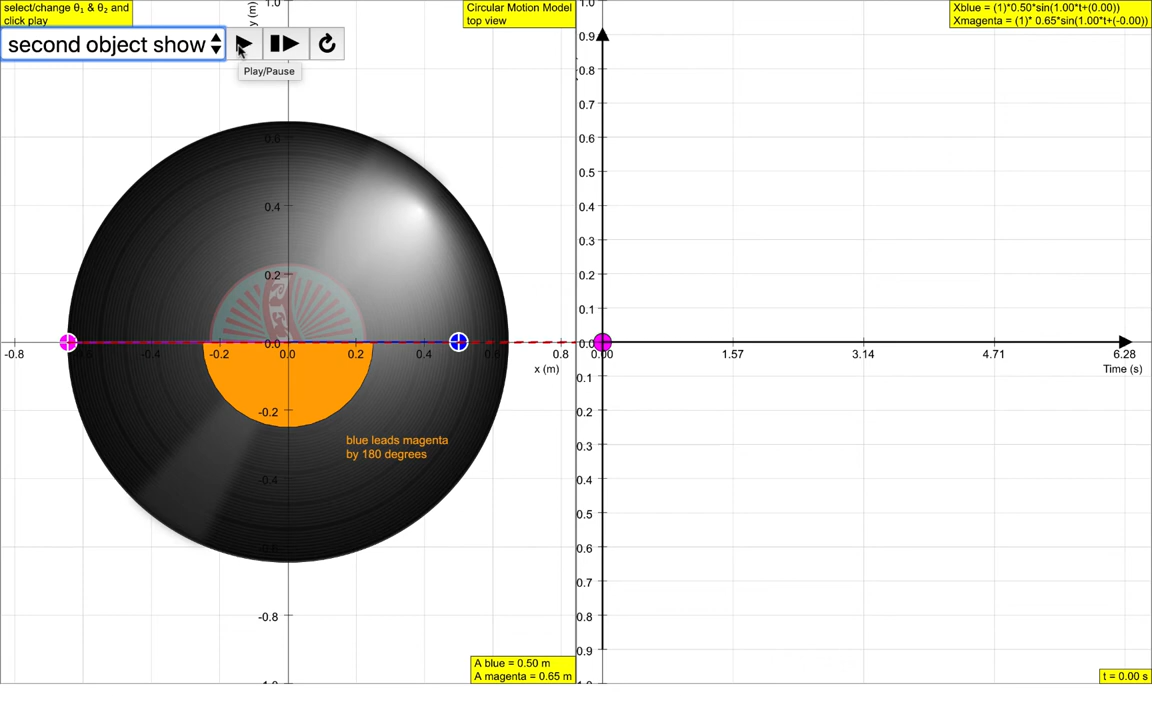 select/change θ₁ & θ₂ and
click play
second object show
Play/Pause
y (m)
Circular Motion Model
top view
0.6
0.4
0.2
0.0
-0.2
-0.4
-0.6
-0.8
-0.8
-0.4
-0.2
0.0
0.2
0.4
0.6
0.8
x (m)
blue leads magenta
by 180 degrees
A blue = 0.50 m
A magenta = 0.65 m
Xblue = (1)*0.50*sin(1.00*t+(0.00))
Xmagenta = (1)* 0.65*sin(1.00*t+(-0.00))
1.0
0.9
0.8
0.7
0.6
0.5
0.4
0.3
0.2
0.1
0.0
0.1
0.2
0.3
0.4
0.5
0.6
0.7
0.8
0.9
0.00
1.57
3.14
4.71
6.28
Time (s)
t = 0.00 s